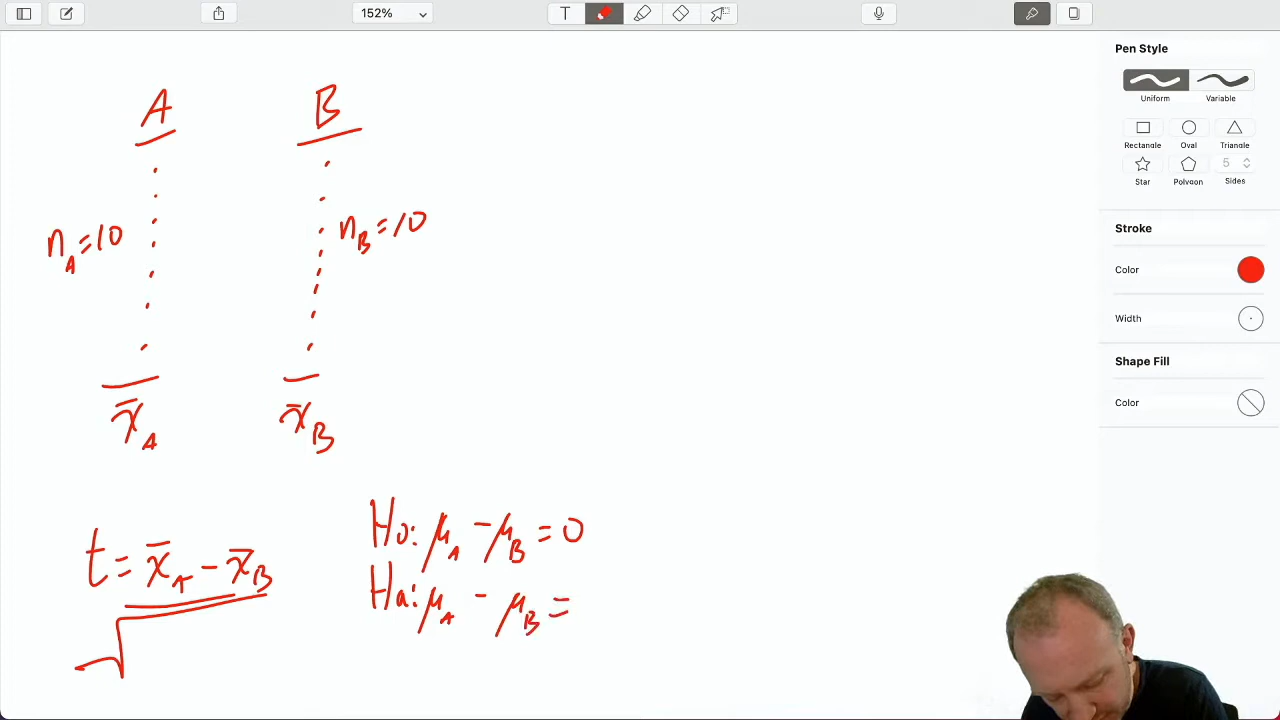 152%
T
Pen Style
Uniform Variable
Rectangle Oval Triangle
5
Star Polygon Sides
Stroke
Color
Width
Shape Fill
Color
A B
n_A=10 n_B=10
x̄_A x̄_B
t = x̄_A - x̄_B
√
Ho: μ_A - μ_B = 0
Ha: μ_A - μ_B =